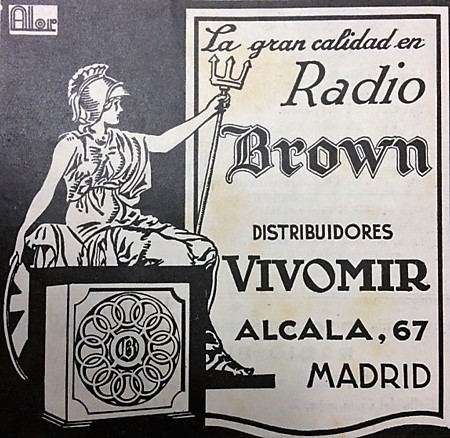 Alor
La gran calidad en
Radio
Brown
DISTRIBUIDORES
VIVOMIR
ALCALA, 67
MADRID
B